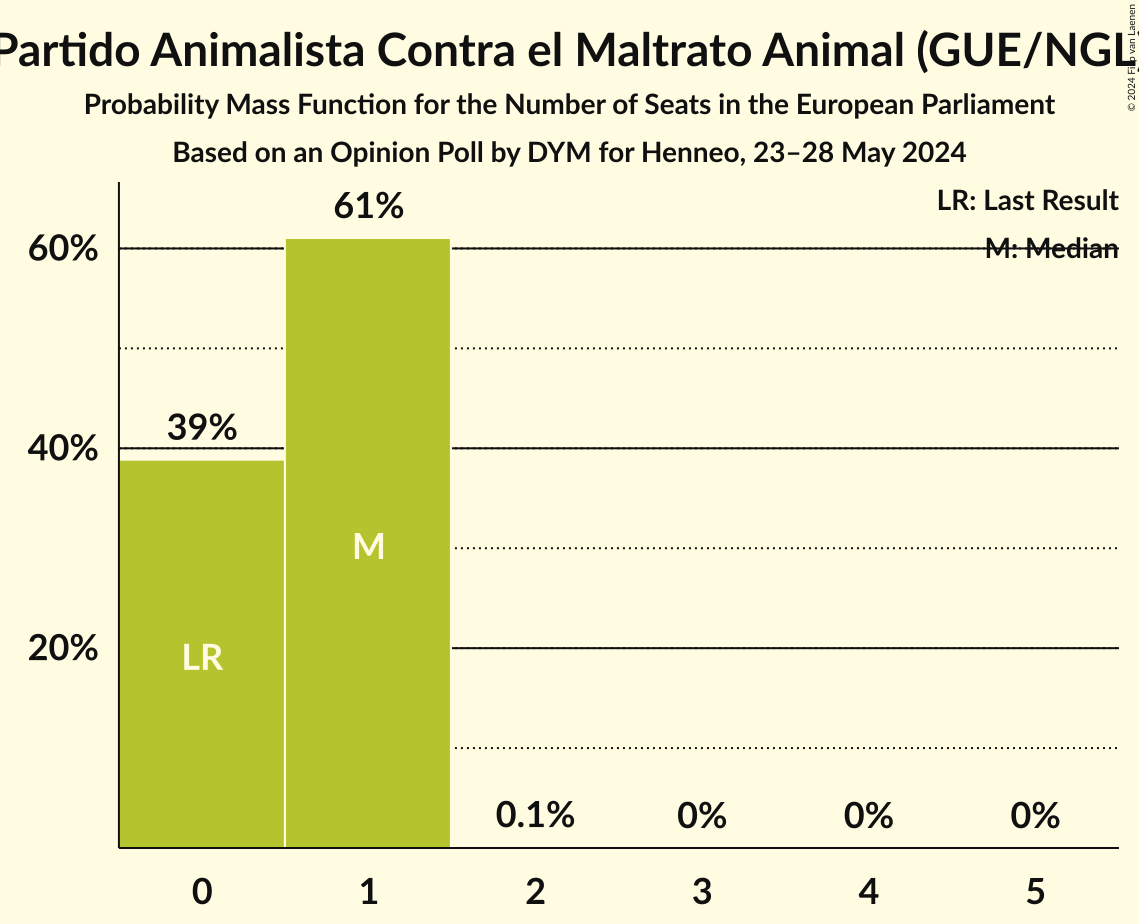 Partido Animalista Contra el Maltrato Animal (GUE/NGL)
© 2024 Filip van Laenen
Probability Mass Function for the Number of Seats in the European Parliament
Based on an Opinion Poll by DYM for Henneo, 23–28 May 2024
LR: Last Result
M: Median
61%
60%
39%
40%
M
LR
20%
0.1%
0%
0%
0%
0
1
2
3
4
5